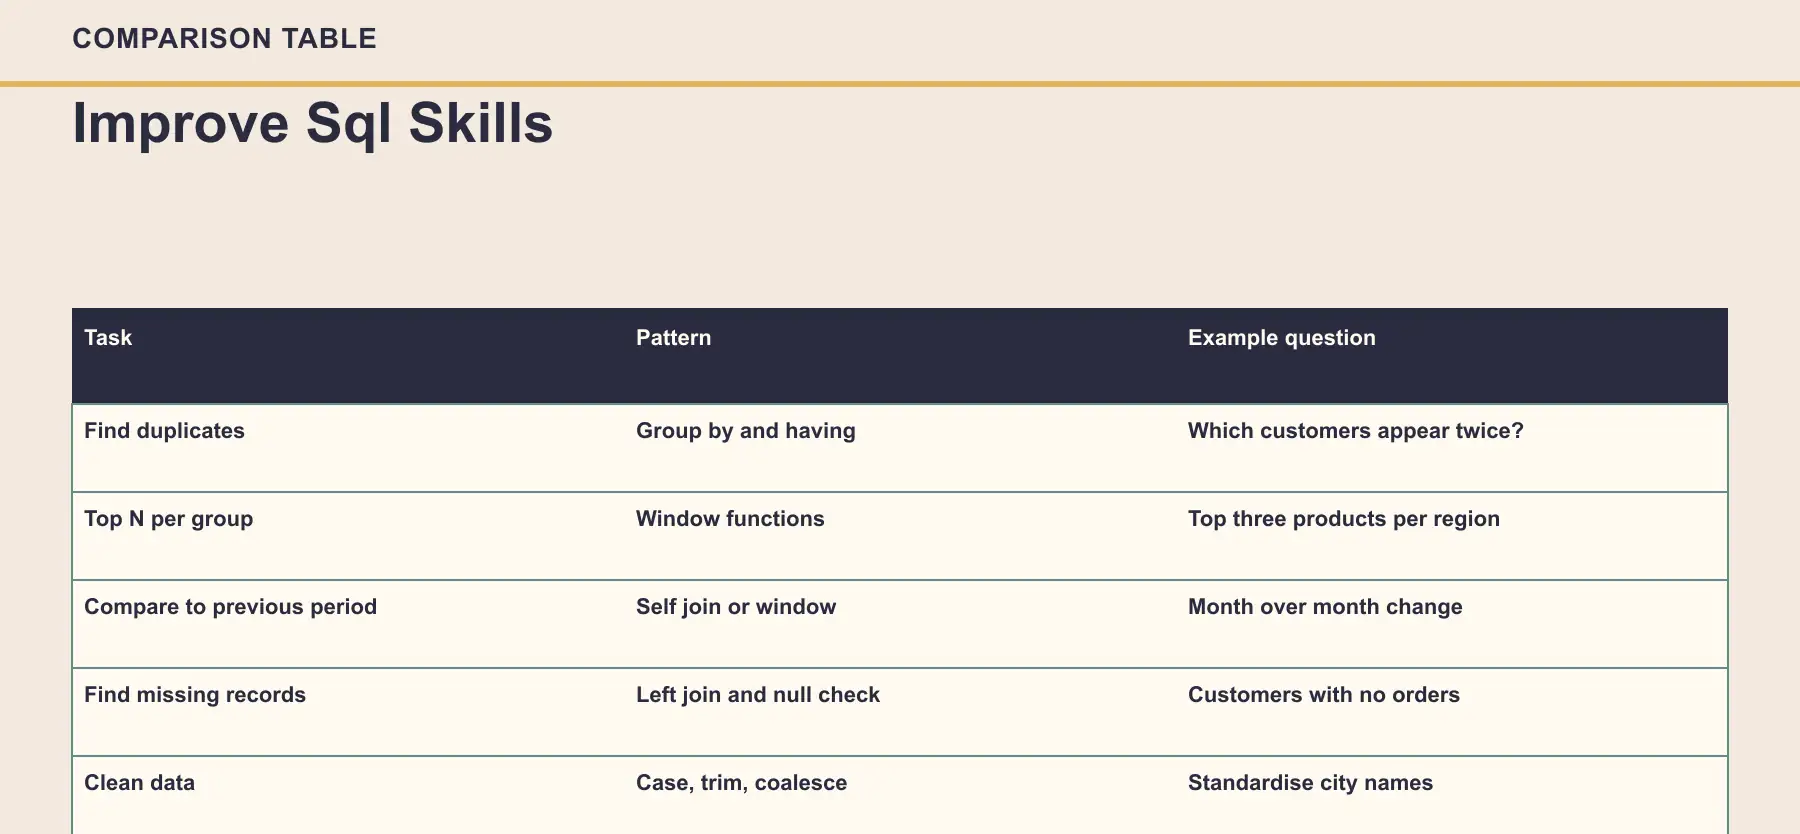 COMPARISON TABLE
Improve Sql Skills
Task Pattern Example question
Find duplicates Group by and having Which customers appear twice?
Top N per group Window functions Top three products per region
Compare to previous period Self join or window Month over month change
Find missing records Left join and null check Customers with no orders
Clean data Case, trim, coalesce Standardise city names